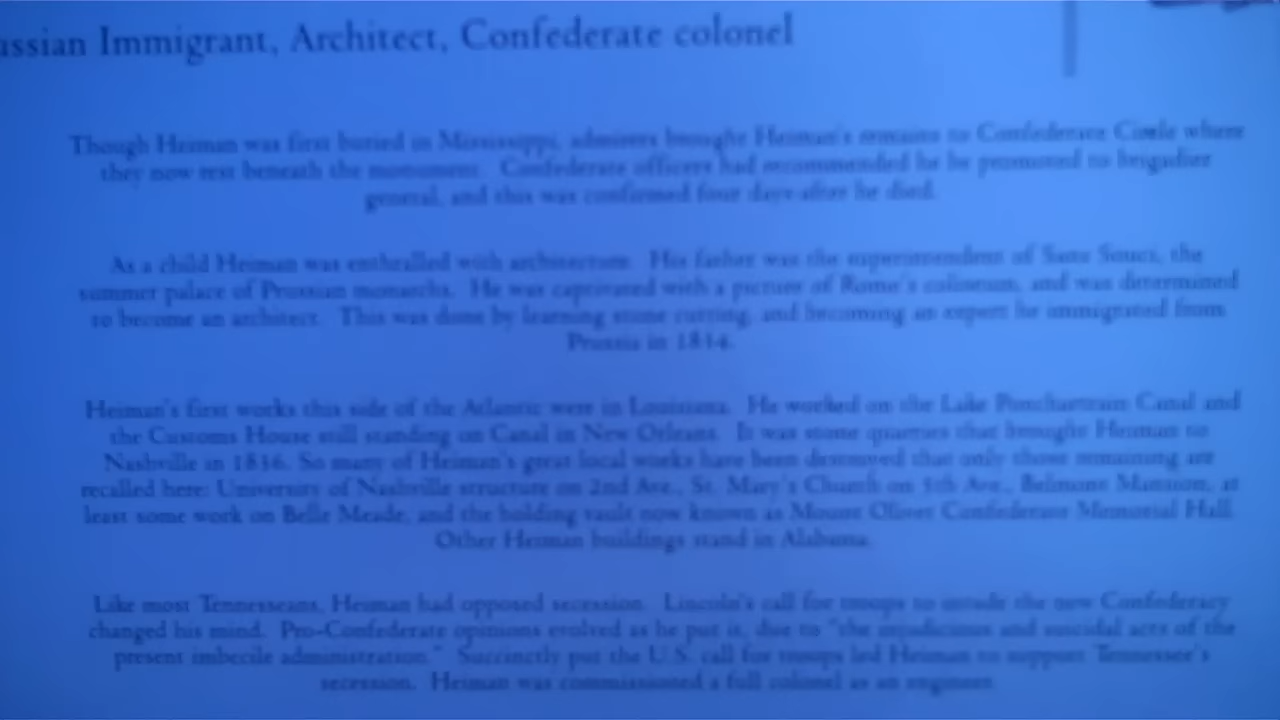 ussian Immigrant, Architect, Confederate colonel
Though Heiman was first buried in Mississippi, admirers brought Heiman's remains to Confederate Circle where
they now rest beneath the monument. Confederate officers had recommended he be promoted to brigadier
general, and this was confirmed four days after he died.
As a child Heiman was enthralled with architecture. His father was the superintendent of Sans Souci, the
summer palace of Prussian monarchs. He was captivated with a picture of Rome's coliseum, and was determined
to become an architect. This was done by learning stone cutting, and becoming an expert he immigrated from
Prussia in
Heiman's first works this side of the Atlantic were in Louisiana. He worked on the Lake Ponchartrain Canal and
the Customs House still standing on Canal in New Orleans. It was stone quarries that brought Heiman to
Nashville in So many of Heiman's great local works have been destroyed that only those remaining are
recalled here: University of Nashville structure on 2nd Ave., St. Mary's Church on 5th Ave., Belmont Mansion, at
least some work on Belle Meade, and the holding vault now known as Mount Olivet Confederate Memorial Hall.
Other Heiman buildings stand in Alabama.
Like most Tennesseans, Heiman had opposed secession. Lincoln's call for troops to invade the new Confederacy
changed his mind. Pro-Confederate opinions evolved as he put it, due to "the injudicious and suicidal acts of the
present imbecile administration." Succinctly put the U.S. call for troops led Heiman to support Tennessee's
secession. Heiman was commissioned a full colonel as an engineer.